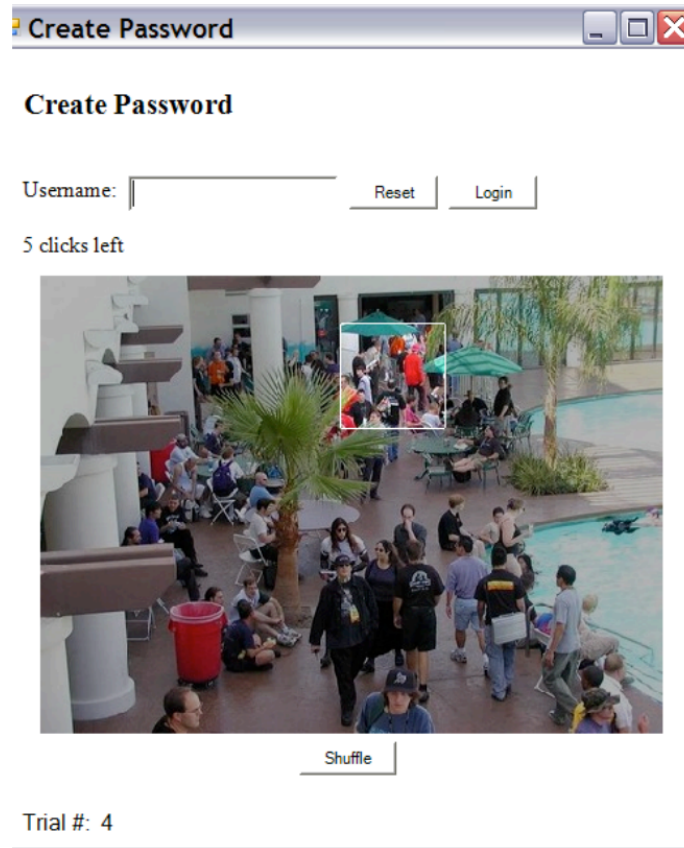 Create Password
Create Password
Username: Reset Login
5 clicks left
Shuffle
Trial #: 4